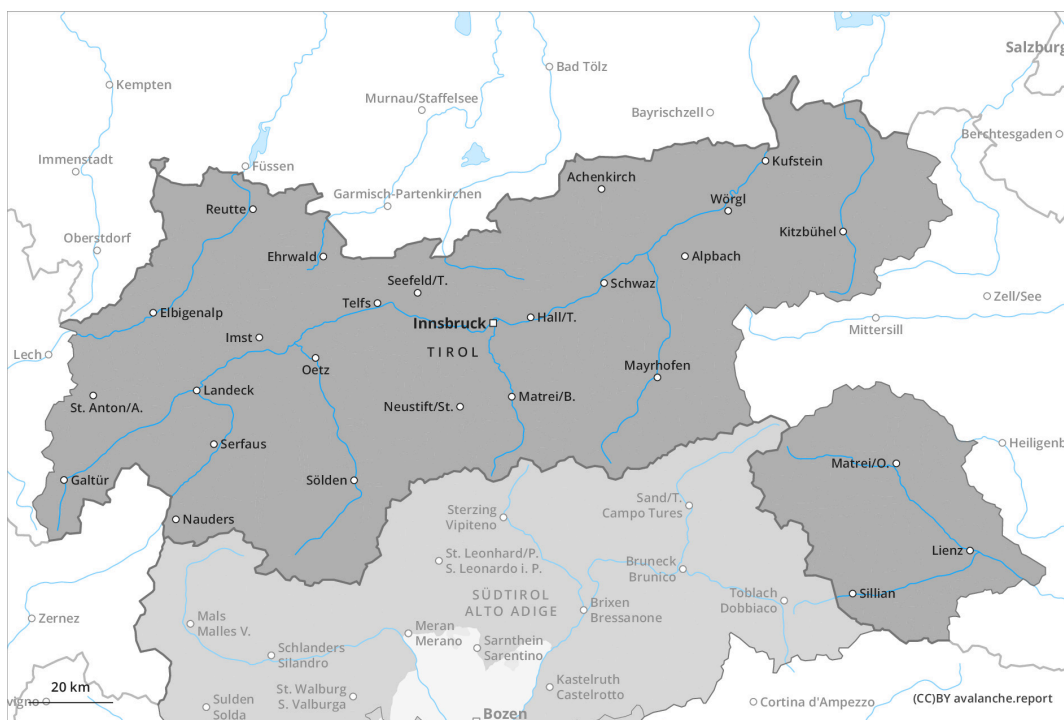 Salzburg
Kempten
Bad Tölz
Murnau/Staffelsee
Bayrischzell
Berchtesgaden
Immenstadt
Füssen
Kufstein
Achenkirch
Garmisch-Partenkirchen
Reutte
Wörgl
Kitzbühel
Oberstdorf
Ehrwald
Alpbach
Seefeld/T.
Schwaz
Telfs
Zell/See
Elbigenalp
Hall/T.
Innsbruck
Mittersill
Imst
TIROL
Lech
Oetz
Mayrhofen
Landeck
St. Anton/A.
Neustift/St.
Matrei/B.
Serfaus
Heiligenb
Matrei/O.
Galtür
Sölden
Sand/T.
Campo Tures
Sterzing
Vipiteno
Nauders
Lienz
St. Leonhard/P.
S. Leonardo i. P.
Bruneck
Brunico
SÜDTIROL
ALTO ADIGE
Toblach
Dobbiaco
Sillian
Brixen
Bressanone
Zernez
Mals
Malles V.
Meran
Merano
Sarnthein
Sarentino
Schlanders
Silandro
Kastelruth
Castelrotto
20 km
vigno
St. Walburg
S. Valburga
Sulden
Solda
Cortina d'Ampezzo
(CC)BY avalanche.report
Bozen